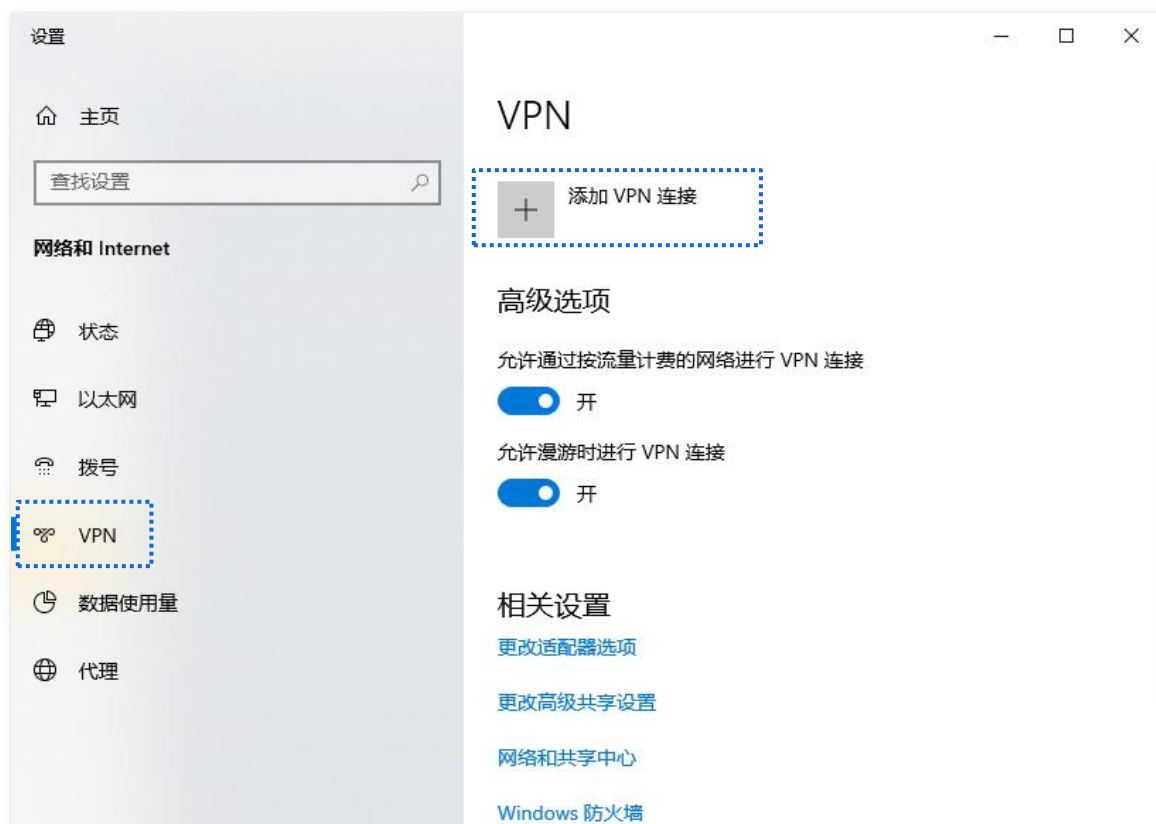 设置
主页
查找设置
网络和 Internet
状态
以太网
拨号
VPN
数据使用量
代理
VPN
添加 VPN 连接
高级选项
允许通过按流量计费的网络进行 VPN 连接
开
允许漫游时进行 VPN 连接
开
相关设置
更改适配器选项
更改高级共享设置
网络和共享中心
Windows 防火墙